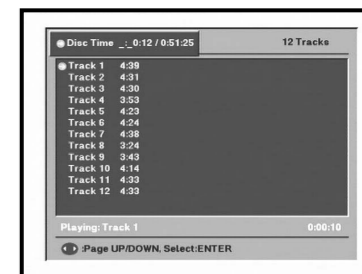 Disc Time _:_ 0:12 / 0:51:25 12 Tracks
Track 1 4:39
Track 2 4:31
Track 3 4:30
Track 4 3:53
Track 5 4:23
Track 6 4:24
Track 7 4:38
Track 8 3:24
Track 9 3:43
Track 10 4:14
Track 11 4:33
Track 12 4:33
Playing: Track 1 0:00:10
:Page UP/DOWN, Select:ENTER